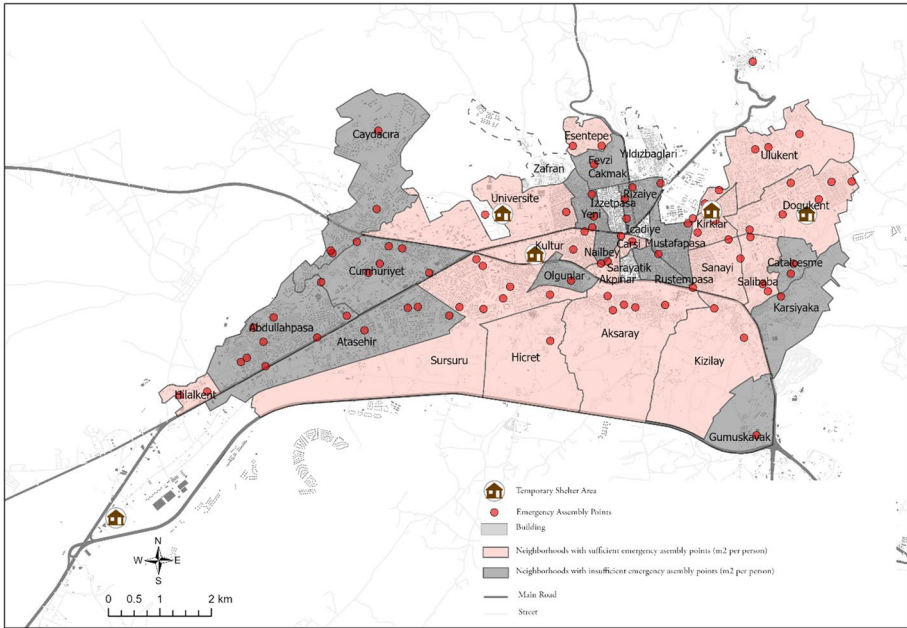 Caydacıra
Esentepe
Fevzi
Cakmak
Yıldızbaglari
Zafran
Ulukent
Rizaiye
Universite
Izzetpasa
Yeni
Dogukent
Kirklar
Icadiye
Kultur
Carsi
Mustafapasa
Nailbey
Cumhuriyet
Sarayatik
Sanayi
Catalcesme
Olgunlar
Akpinar
Rustempasa
Salibaba
Karsiyaka
Abdullahpasa
Atasehir
Aksaray
Sursuru
Hicret
Kizilay
Hilalkent
Gumuskavak
Temporary Shelter Area
Emergency Assembly Points
Building
Neighborhoods with sufficient emergency asembly points (m2 per person)
Neighborhoods with insufficient emergency asembly points (m2 per person)
Main Road
Street
N
W E
S
0 0.5 1 2 km